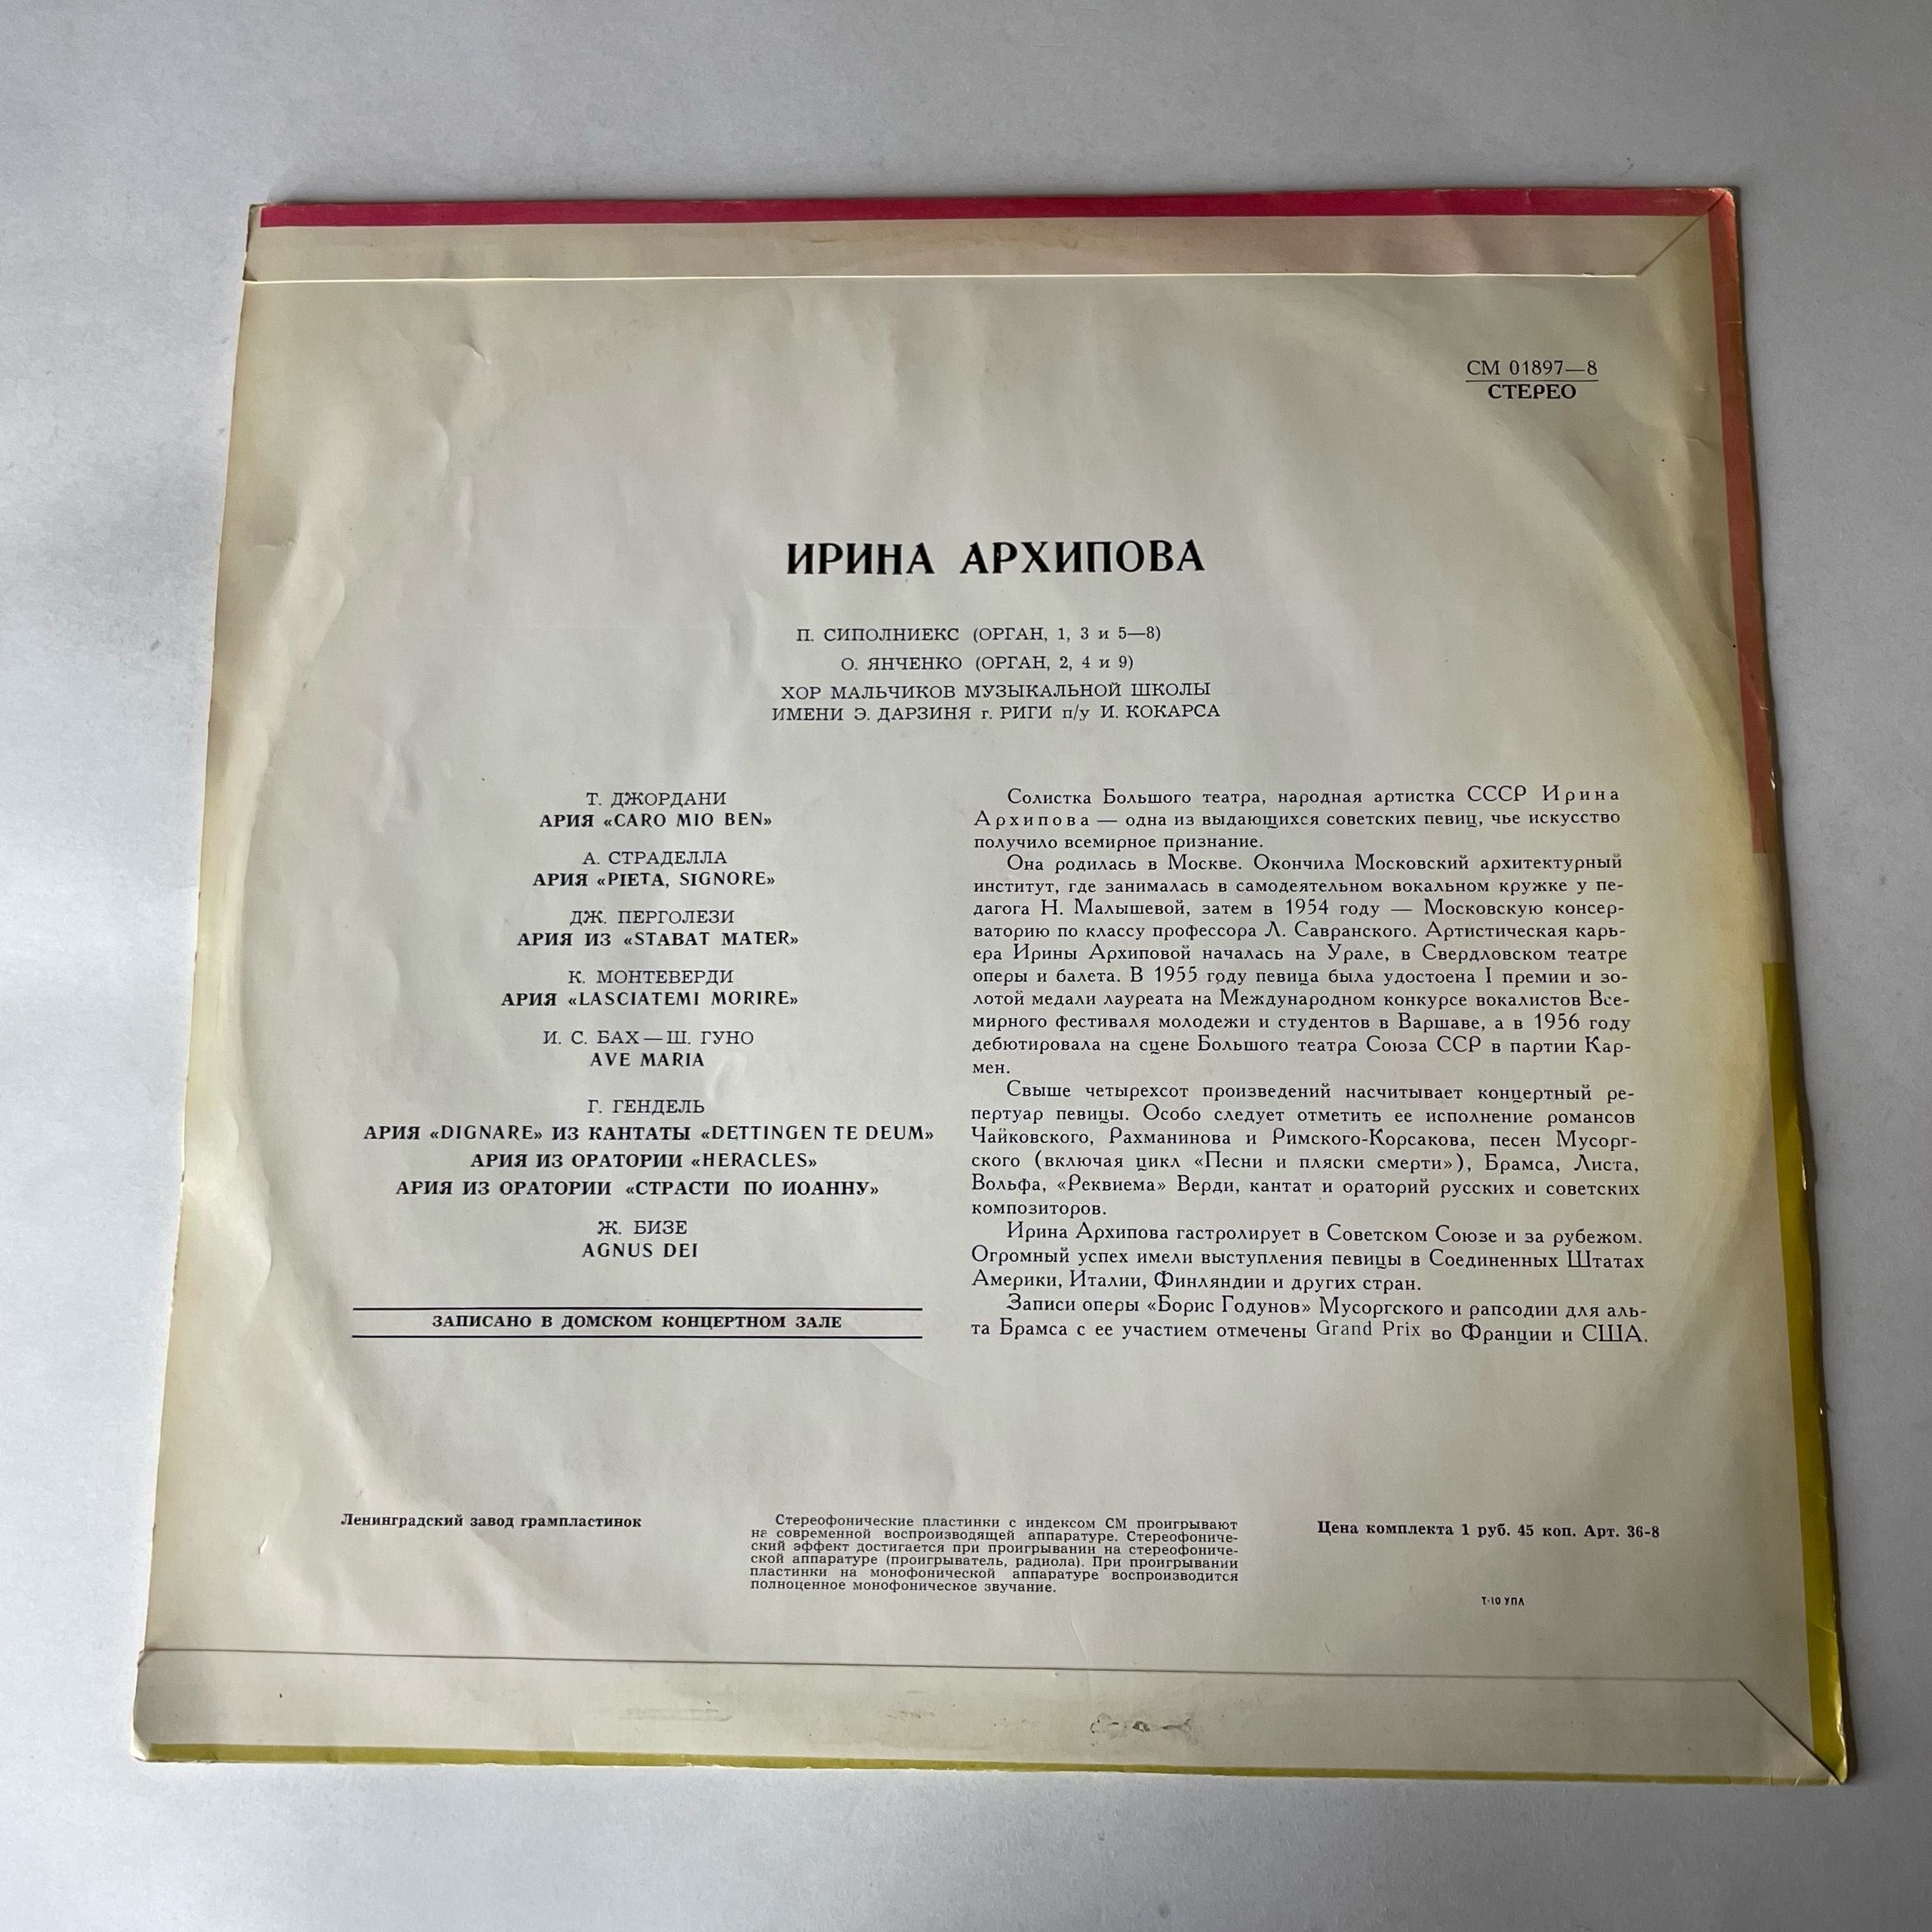 СМ 01897—8
СТЕРЕО
ИРИНА АРХИПОВА
П. СИПОЛНИЕКС (ОРГАН, 1, 3 и 5—8)
О. ЯНЧЕНКО (ОРГАН, 2, 4 и 9)
ХОР МАЛЬЧИКОВ МУЗЫКАЛЬНОЙ ШКОЛЫ
ИМЕНИ Э. ДАРЗИНЯ г. РИГИ п/у И. КОКАРСА
Т. ДЖОРДАНИ
АРИЯ «CARO MIO BEN»
А. СТРАДЕЛЛА
АРИЯ «PIETA, SIGNORE»
ДЖ. ПЕРГОЛЕЗИ
АРИЯ ИЗ «STABAT MATER»
К. МОНТЕВЕРДИ
АРИЯ «LASCIATEMI MORIRE»
И. С. БАХ — Ш. ГУНО
AVE MARIA
Г. ГЕНДЕЛЬ
АРИЯ «DIGNARE» ИЗ КАНТАТЫ «DETTINGEN TE DEUM»
АРИЯ ИЗ ОРАТОРИИ «HERACLES»
АРИЯ ИЗ ОРАТОРИИ «СТРАСТИ ПО ИОАННУ»
Ж. БИЗЕ
AGNUS DEI
ЗАПИСАНО В ДОМСКОМ КОНЦЕРТНОМ ЗАЛЕ
Солистка Большого театра, народная артистка СССР Ирина
Архипова — одна из выдающихся советских певиц, чье искусство
получило всемирное признание.
Она родилась в Москве. Окончила Московский архитектурный
институт, где занималась в самодеятельном вокальном кружке у пе-
дагога Н. Малышевой, затем в 1954 году — Московскую консер-
ваторию по классу профессора Л. Савранского. Артистическая карь-
ера Ирины Архиповой началась на Урале, в Свердловском театре
оперы и балета. В 1955 году певица была удостоена I премии и зо-
лотой медали лауреата на Международном конкурсе вокалистов Все-
мирного фестиваля молодежи и студентов в Варшаве, а в 1956 году
дебютировала на сцене Большого театра Союза ССР в партии Кар-
мен.
Свыше четырехсот произведений насчитывает концертный ре-
пертуар певицы. Особо следует отметить ее исполнение романсов
Чайковского, Рахманинова и Римского-Корсакова, песен Мусорг-
ского (включая цикл «Песни и пляски смерти»), Брамса, Листа,
Вольфа, «Реквиема» Верди, кантат и ораторий русских и советских
композиторов.
Ирина Архипова гастролирует в Советском Союзе и за рубежом.
Огромный успех имели выступления певицы в Соединенных Штатах
Америки, Италии, Финляндии и других стран.
Записи оперы «Борис Годунов» Мусоргского и рапсодии для аль-
та Брамса с ее участием отмечены Grand Prix во Франции и США.
Ленинградский завод грампластинок
Стереофонические пластинки с индексом СМ проигрывают
на современной воспроизводящей аппаратуре. Стереофониче-
ский эффект достигается при проигрывании на стереофониче-
ской аппаратуре (проигрыватель, радиола). При проигрывании
пластинки на монофонической аппаратуре воспроизводится
полноценное монофоническое звучание.
Цена комплекта 1 руб. 45 коп. Арт. 36-8
Т-10 УПЛ